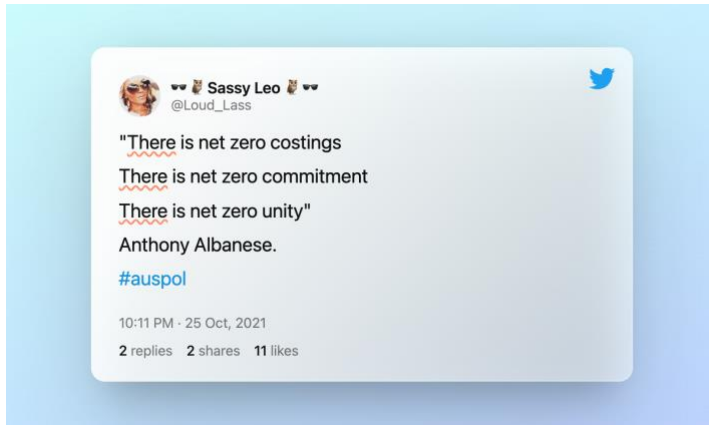 🕶🦉 Sassy Leo 🦉🕶
@Loud_Lass
"There is net zero costings
There is net zero commitment
There is net zero unity"
Anthony Albanese.
#auspol
10:11 PM · 25 Oct, 2021
2 replies 2 shares 11 likes